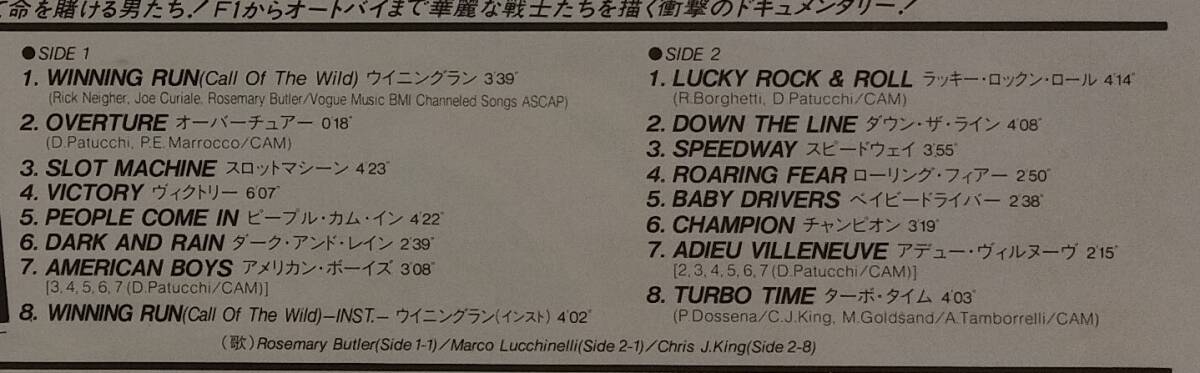 命を賭ける男たち！F1からオートバイまで華麗な戦士たちを描く衝撃のドキュメンタリー！
●SIDE 1
1. WINNING RUN(Call Of The Wild) ウイニングラン 3'39"
(Rick Neigher, Joe Curiale, Rosemary Butler/Vogue Music BMI Channeled Songs ASCAP)
2. OVERTURE オーバーチュアー 0'18"
(D.Patucchi, P.E. Marrocco/CAM)
3. SLOT MACHINE スロットマシーン 4'23"
4. VICTORY ヴィクトリー 6'07"
5. PEOPLE COME IN ピープル・カム・イン 4'22"
6. DARK AND RAIN ダーク・アンド・レイン 2'39"
7. AMERICAN BOYS アメリカン・ボーイズ 3'08"
[3, 4, 5, 6, 7 (D.Patucchi/CAM)]
8. WINNING RUN(Call Of The Wild)–INST.– ウイニングラン(インスト) 4'02"
●SIDE 2
1. LUCKY ROCK & ROLL ラッキー・ロックン・ロール 4'14"
(R.Borghetti, D.Patucchi/CAM)
2. DOWN THE LINE ダウン・ザ・ライン 4'08"
3. SPEEDWAY スピードウェイ 3'55"
4. ROARING FEAR ローリング・フィアー 2'50"
5. BABY DRIVERS ベイビードライバー 2'38"
6. CHAMPION チャンピオン 3'19"
7. ADIEU VILLENEUVE アデュー・ヴィルヌーヴ 2'15"
[2, 3, 4, 5, 6, 7 (D.Patucchi/CAM)]
8. TURBO TIME ターボ・タイム 4'03"
(P.Dossena/C.J.King, M.Goldsand/A.Tamborrelli/CAM)
(歌)Rosemary Butler(Side 1-1)/Marco Lucchinelli(Side 2-1)/Chris J.King(Side 2-8)